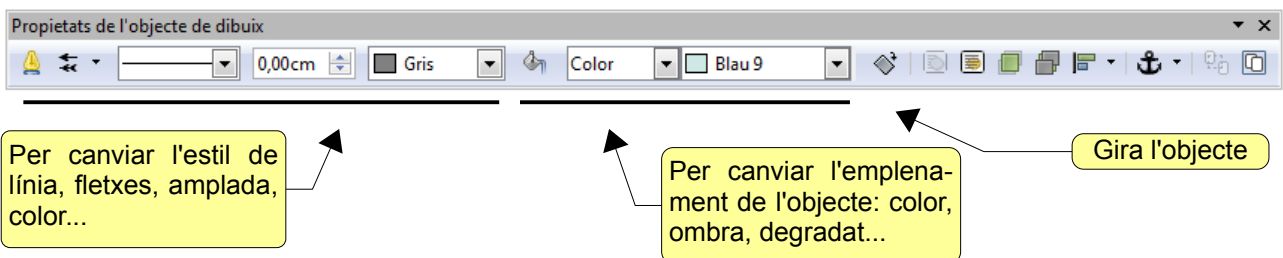 Propietats de l'objecte de dibuix
0,00cm Gris Color Blau 9
Per canviar l'estil de
línia, fletxes, amplada,
color...
Per canviar l'emplena-
ment de l'objecte: color,
ombra, degradat...
Gira l'objecte